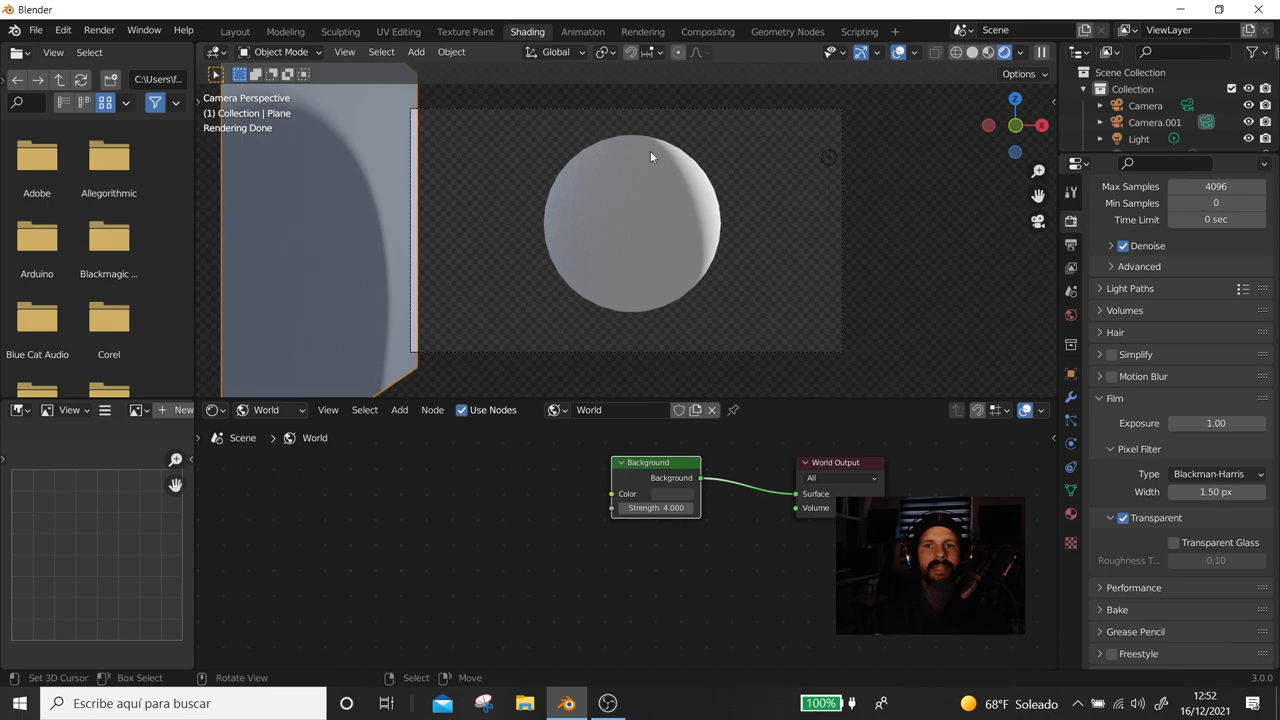 Blender
File Edit Render Window Help
Layout Modeling Sculpting UV Editing Texture Paint Shading Animation Rendering Compositing Geometry Nodes Scripting +
Scene
ViewLayer
View Select
Object Mode View Select Add Object
Global
C:\Users\f...
Options
Camera Perspective
(1) Collection | Plane
Rendering Done
Z
X
Adobe
Allegorithmic
Arduino
Blackmagic ...
Blue Cat Audio
Corel
Scene Collection
Collection
Camera
Camera.001
Light
Max Samples 4096
Min Samples 0
Time Limit 0 sec
Denoise
Advanced
Light Paths
Volumes
Hair
Simplify
Motion Blur
Film
Exposure 1.00
Pixel Filter
Type Blackman-Harris
Width 1.50 px
Transparent
Transparent Glass
Roughness T... 0.10
Performance
Bake
Grease Pencil
Freestyle
View
New
World View Select Add Node Use Nodes
World
Scene > World
Background
Background
Color
Strength 4.000
World Output
All
Surface
Volume
Set 3D Cursor Box Select Rotate View Select Move
3.0.0
Escribe aquí para buscar
100%
68°F Soleado
12:52
16/12/2021